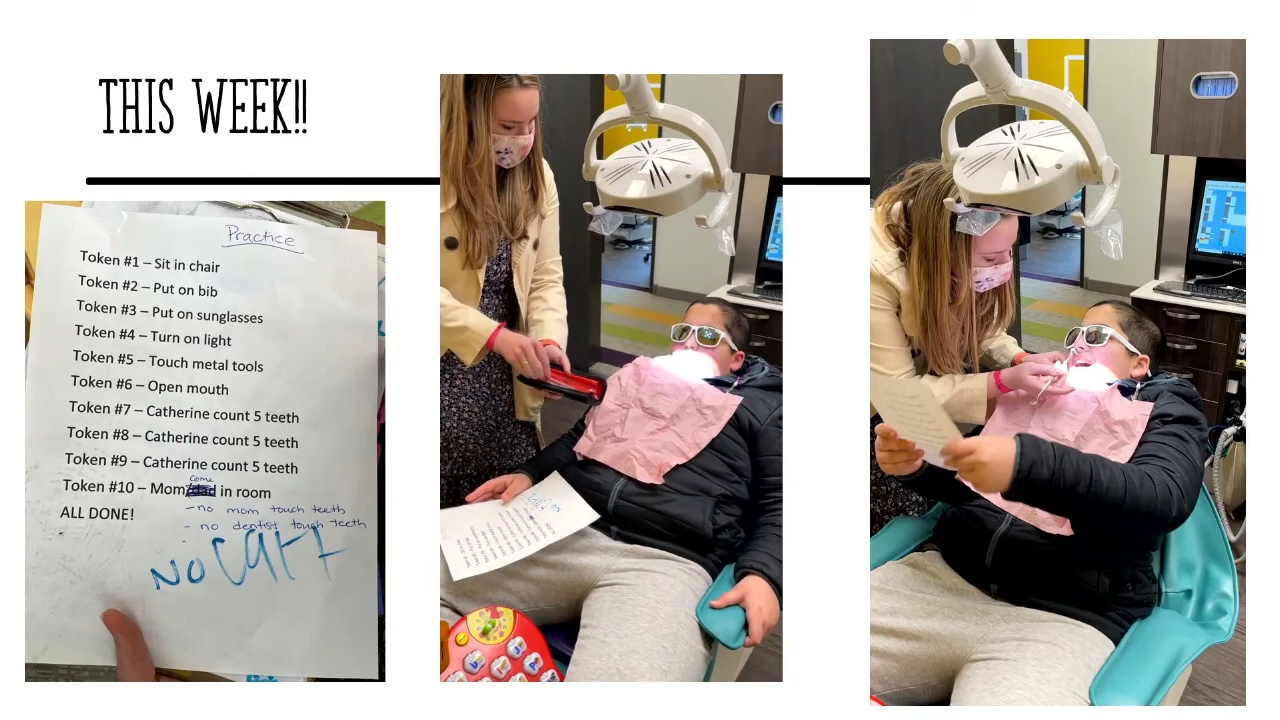 THIS WEEK!!
Practice
Token #1 – Sit in chair
Token #2 – Put on bib
Token #3 – Put on sunglasses
Token #4 – Turn on light
Token #5 – Touch metal tools
Token #6 – Open mouth
Token #7 – Catherine count 5 teeth
Token #8 – Catherine count 5 teeth
Token #9 – Catherine count 5 teeth
come
Token #10 – Mom/dad in room
ALL DONE!
- no mom touch teeth
- no dentist touch teeth
NO